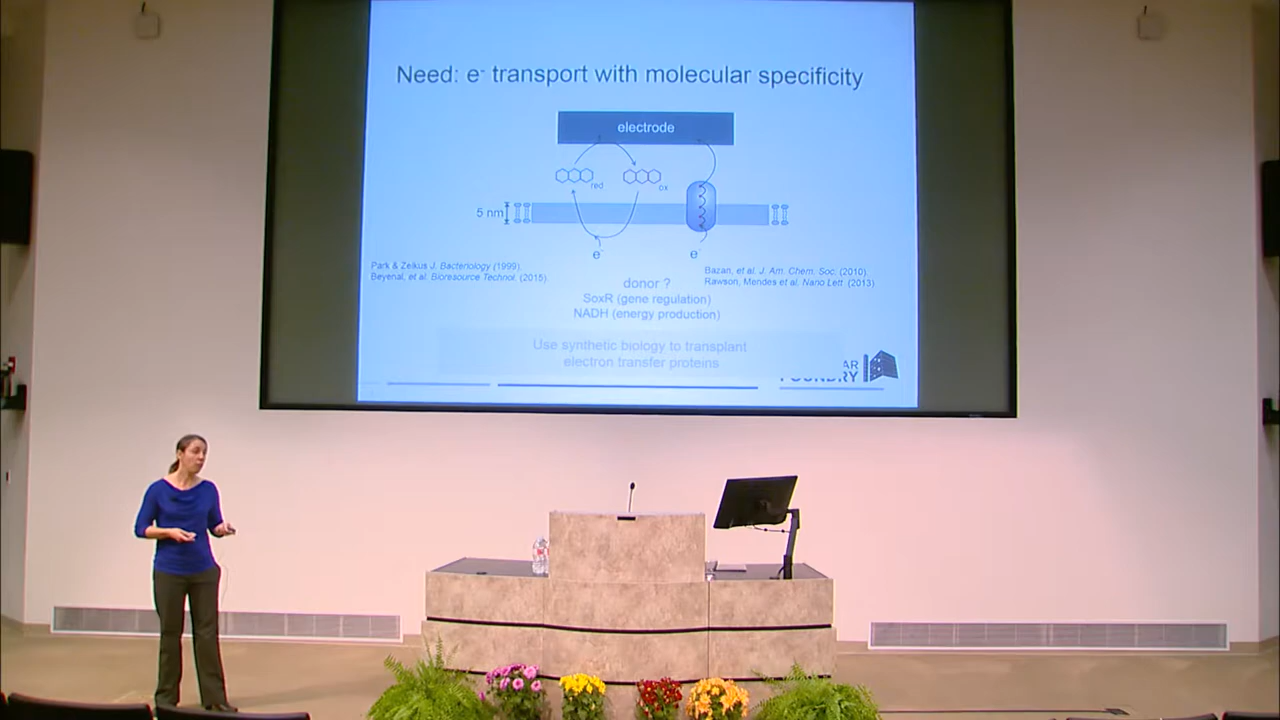 Need: e- transport with molecular specificity
electrode
red
ox
5 nm
e-
e-
Park & Zeikus J. Bacteriology (1999).
Beyenal, et al. Bioresource Technol. (2015).
Bazan, et al. J. Am. Chem. Soc. (2010).
Rawson, Mendes et al. Nano Lett. (2013)
donor ?
SoxR (gene regulation)
NADH (energy production)
Use synthetic biology to transplant
electron transfer proteins